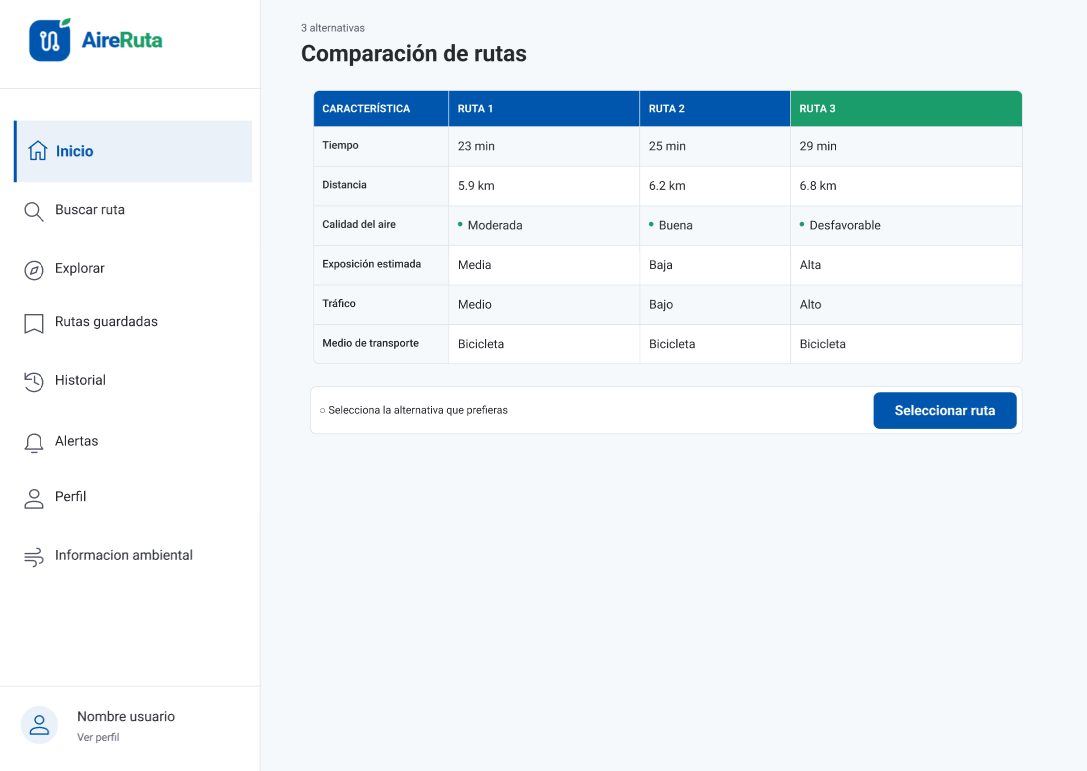 AireRuta
Inicio
Buscar ruta
Explorar
Rutas guardadas
Historial
Alertas
Perfil
Informacion ambiental
Nombre usuario
Ver perfil
3 alternativas
Comparación de rutas
CARACTERÍSTICA RUTA 1 RUTA 2 RUTA 3
Tiempo 23 min 25 min 29 min
Distancia 5.9 km 6.2 km 6.8 km
Calidad del aire Moderada Buena Desfavorable
Exposición estimada Media Baja Alta
Tráfico Medio Bajo Alto
Medio de transporte Bicicleta Bicicleta Bicicleta
Selecciona la alternativa que prefieras
Seleccionar ruta